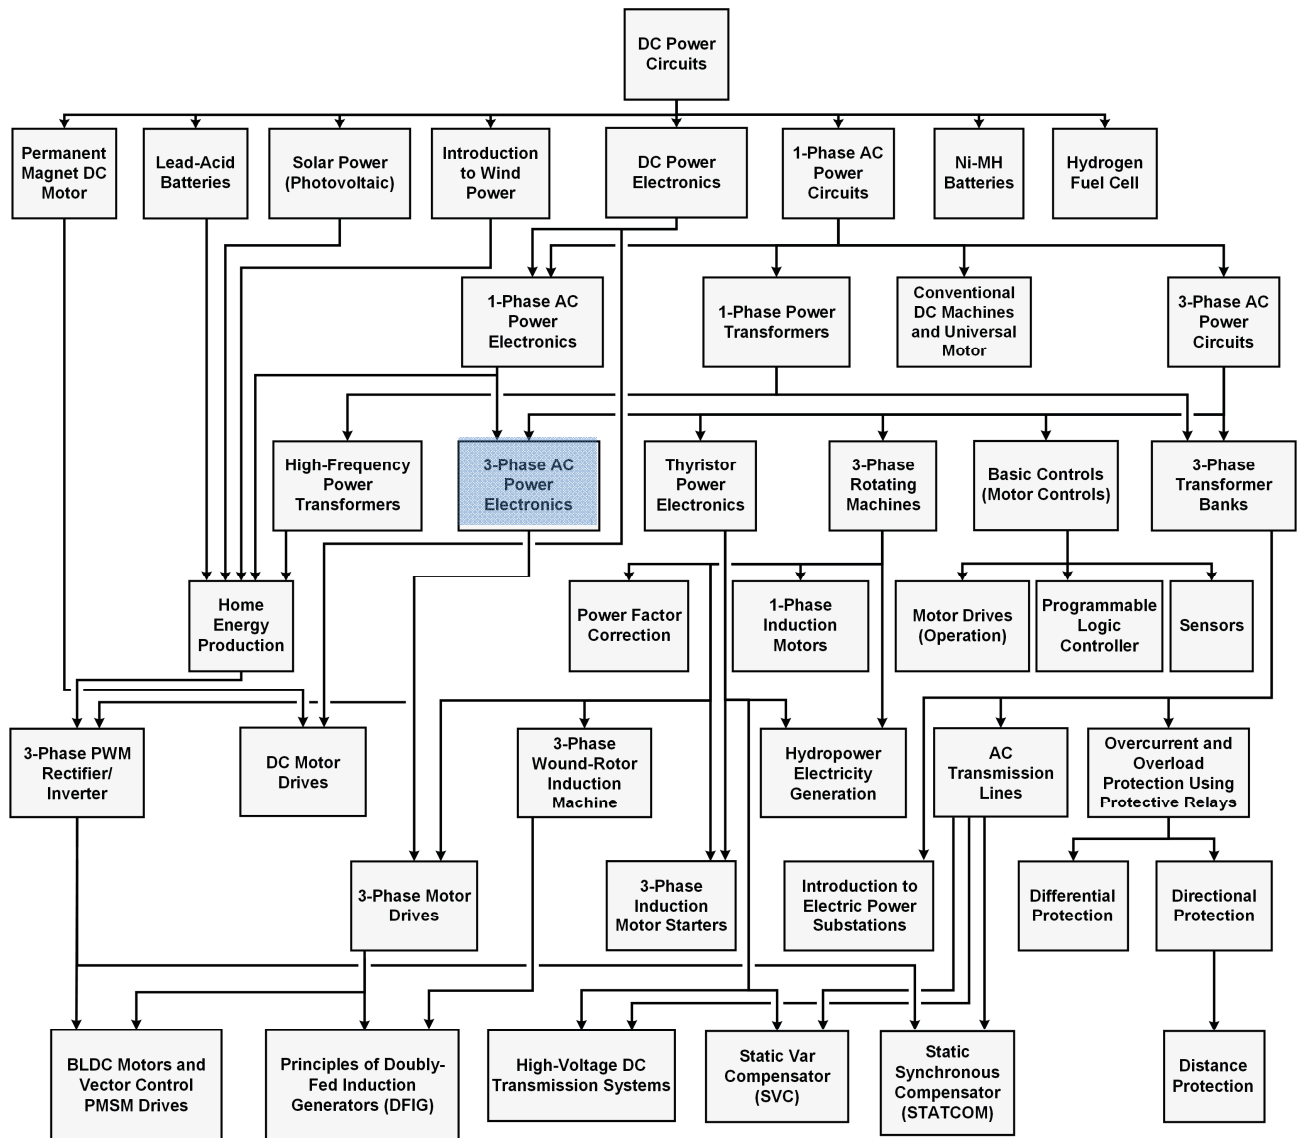 DC Power
Circuits
Permanent
Magnet DC
Motor
Lead-Acid
Batteries
Solar Power
(Photovoltaic)
Introduction
to Wind
Power
DC Power
Electronics
1-Phase AC
Power
Circuits
Ni-MH
Batteries
Hydrogen
Fuel Cell
1-Phase AC
Power
Electronics
1-Phase Power
Transformers
Conventional
DC Machines
and Universal
Motor
3-Phase AC
Power
Circuits
High-Frequency
Power
Transformers
3-Phase AC
Power
Electronics
Thyristor
Power
Electronics
3-Phase
Rotating
Machines
Basic Controls
(Motor Controls)
3-Phase
Transformer
Banks
Home
Energy
Production
Power Factor
Correction
1-Phase
Induction
Motors
Motor Drives
(Operation)
Programmable
Logic
Controller
Sensors
3-Phase PWM
Rectifier/
Inverter
DC Motor
Drives
3-Phase
Wound-Rotor
Induction
Machine
Hydropower
Electricity
Generation
AC
Transmission
Lines
Overcurrent and
Overload
Protection Using
Protective Relays
3-Phase Motor
Drives
3-Phase
Induction
Motor Starters
Introduction to
Electric Power
Substations
Differential
Protection
Directional
Protection
BLDC Motors and
Vector Control
PMSM Drives
Principles of Doubly-
Fed Induction
Generators (DFIG)
High-Voltage DC
Transmission Systems
Static Var
Compensator
(SVC)
Static
Synchronous
Compensator
(STATCOM)
Distance
Protection